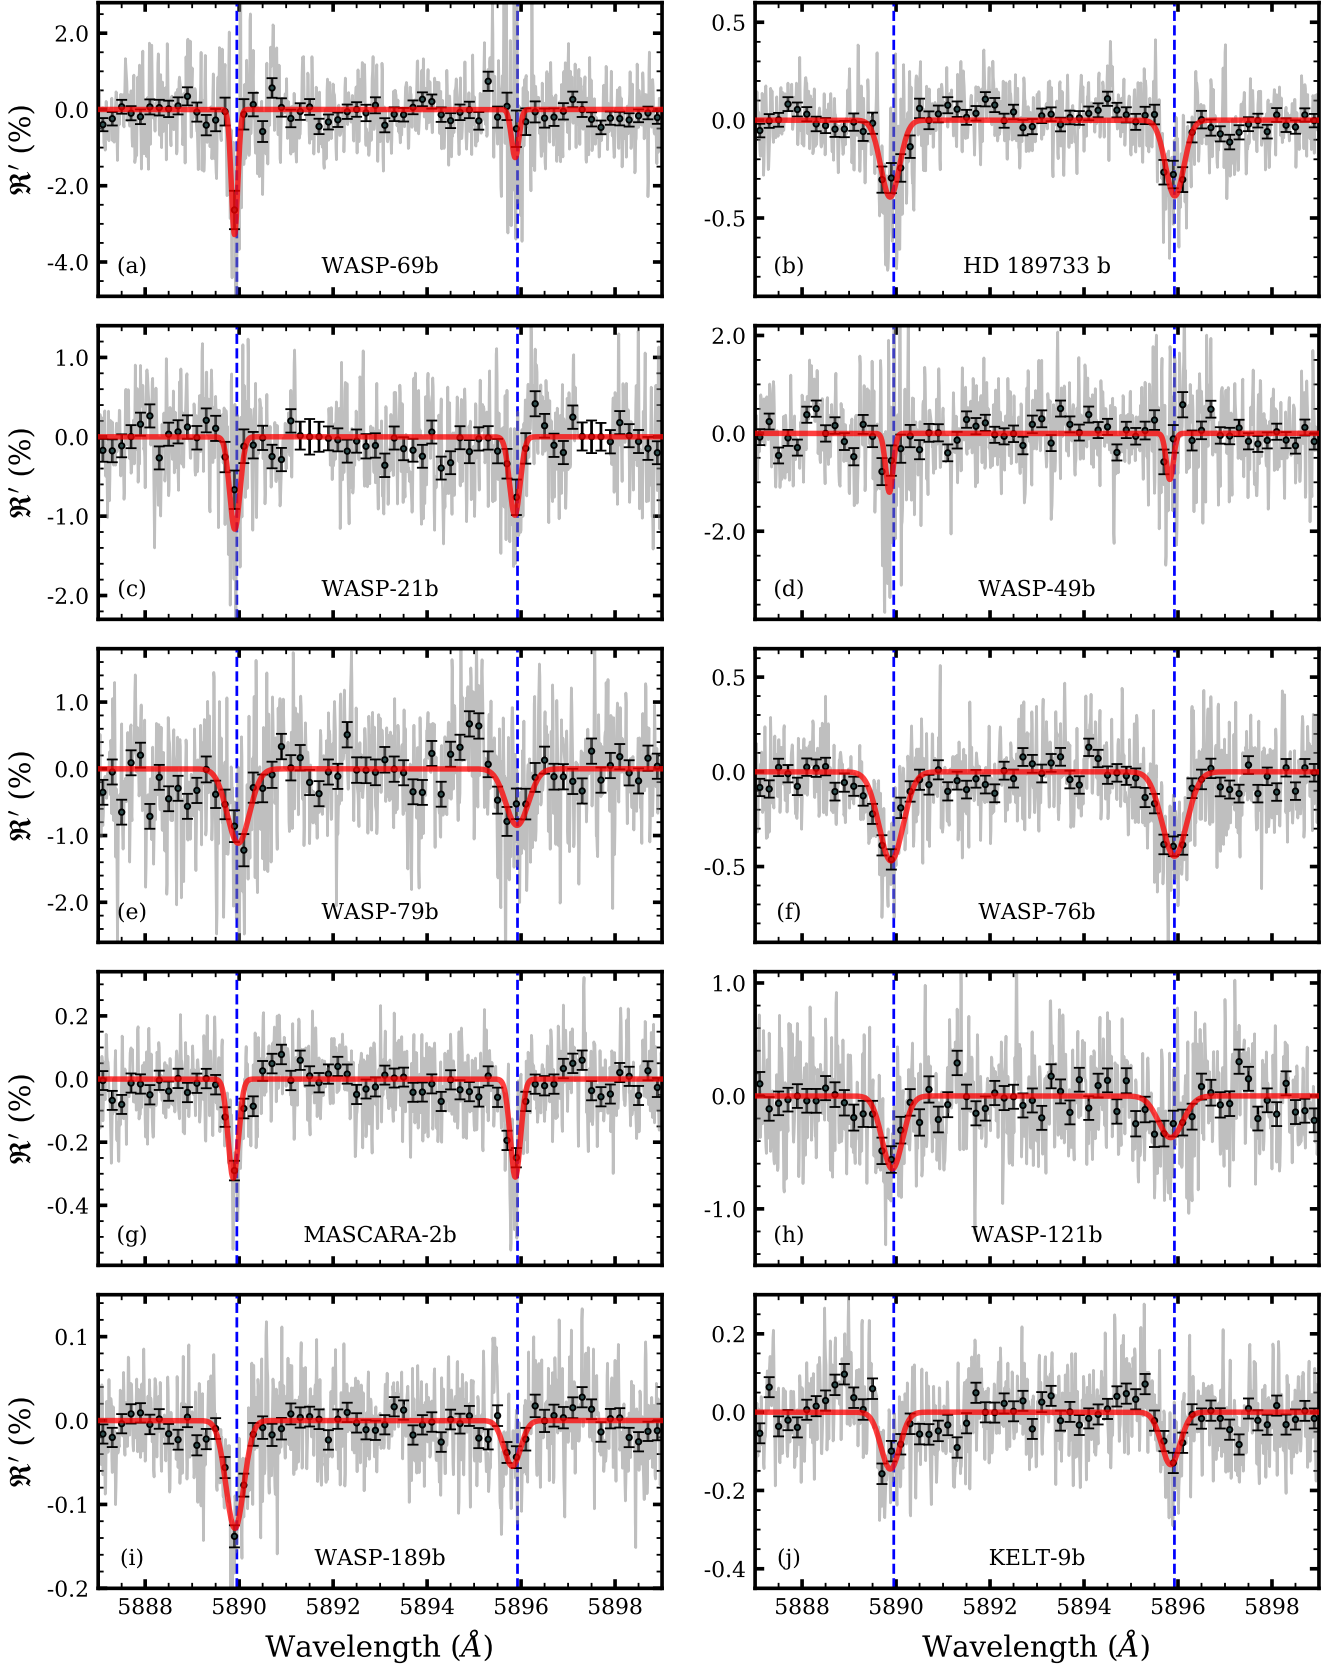 2.0
0.0
-2.0
-4.0
ℜ′ (%)
(a)
WASP-69b
0.5
0.0
-0.5
(b)
HD 189733 b
1.0
0.0
-1.0
-2.0
ℜ′ (%)
(c)
WASP-21b
2.0
0.0
-2.0
(d)
WASP-49b
1.0
0.0
-1.0
-2.0
ℜ′ (%)
(e)
WASP-79b
0.5
0.0
-0.5
(f)
WASP-76b
0.2
0.0
-0.2
-0.4
ℜ′ (%)
(g)
MASCARA-2b
1.0
0.0
-1.0
(h)
WASP-121b
0.1
0.0
-0.1
-0.2
ℜ′ (%)
(i)
WASP-189b
5888 5890 5892 5894 5896 5898
Wavelength (Å)
0.2
0.0
-0.2
-0.4
(j)
KELT-9b
5888 5890 5892 5894 5896 5898
Wavelength (Å)